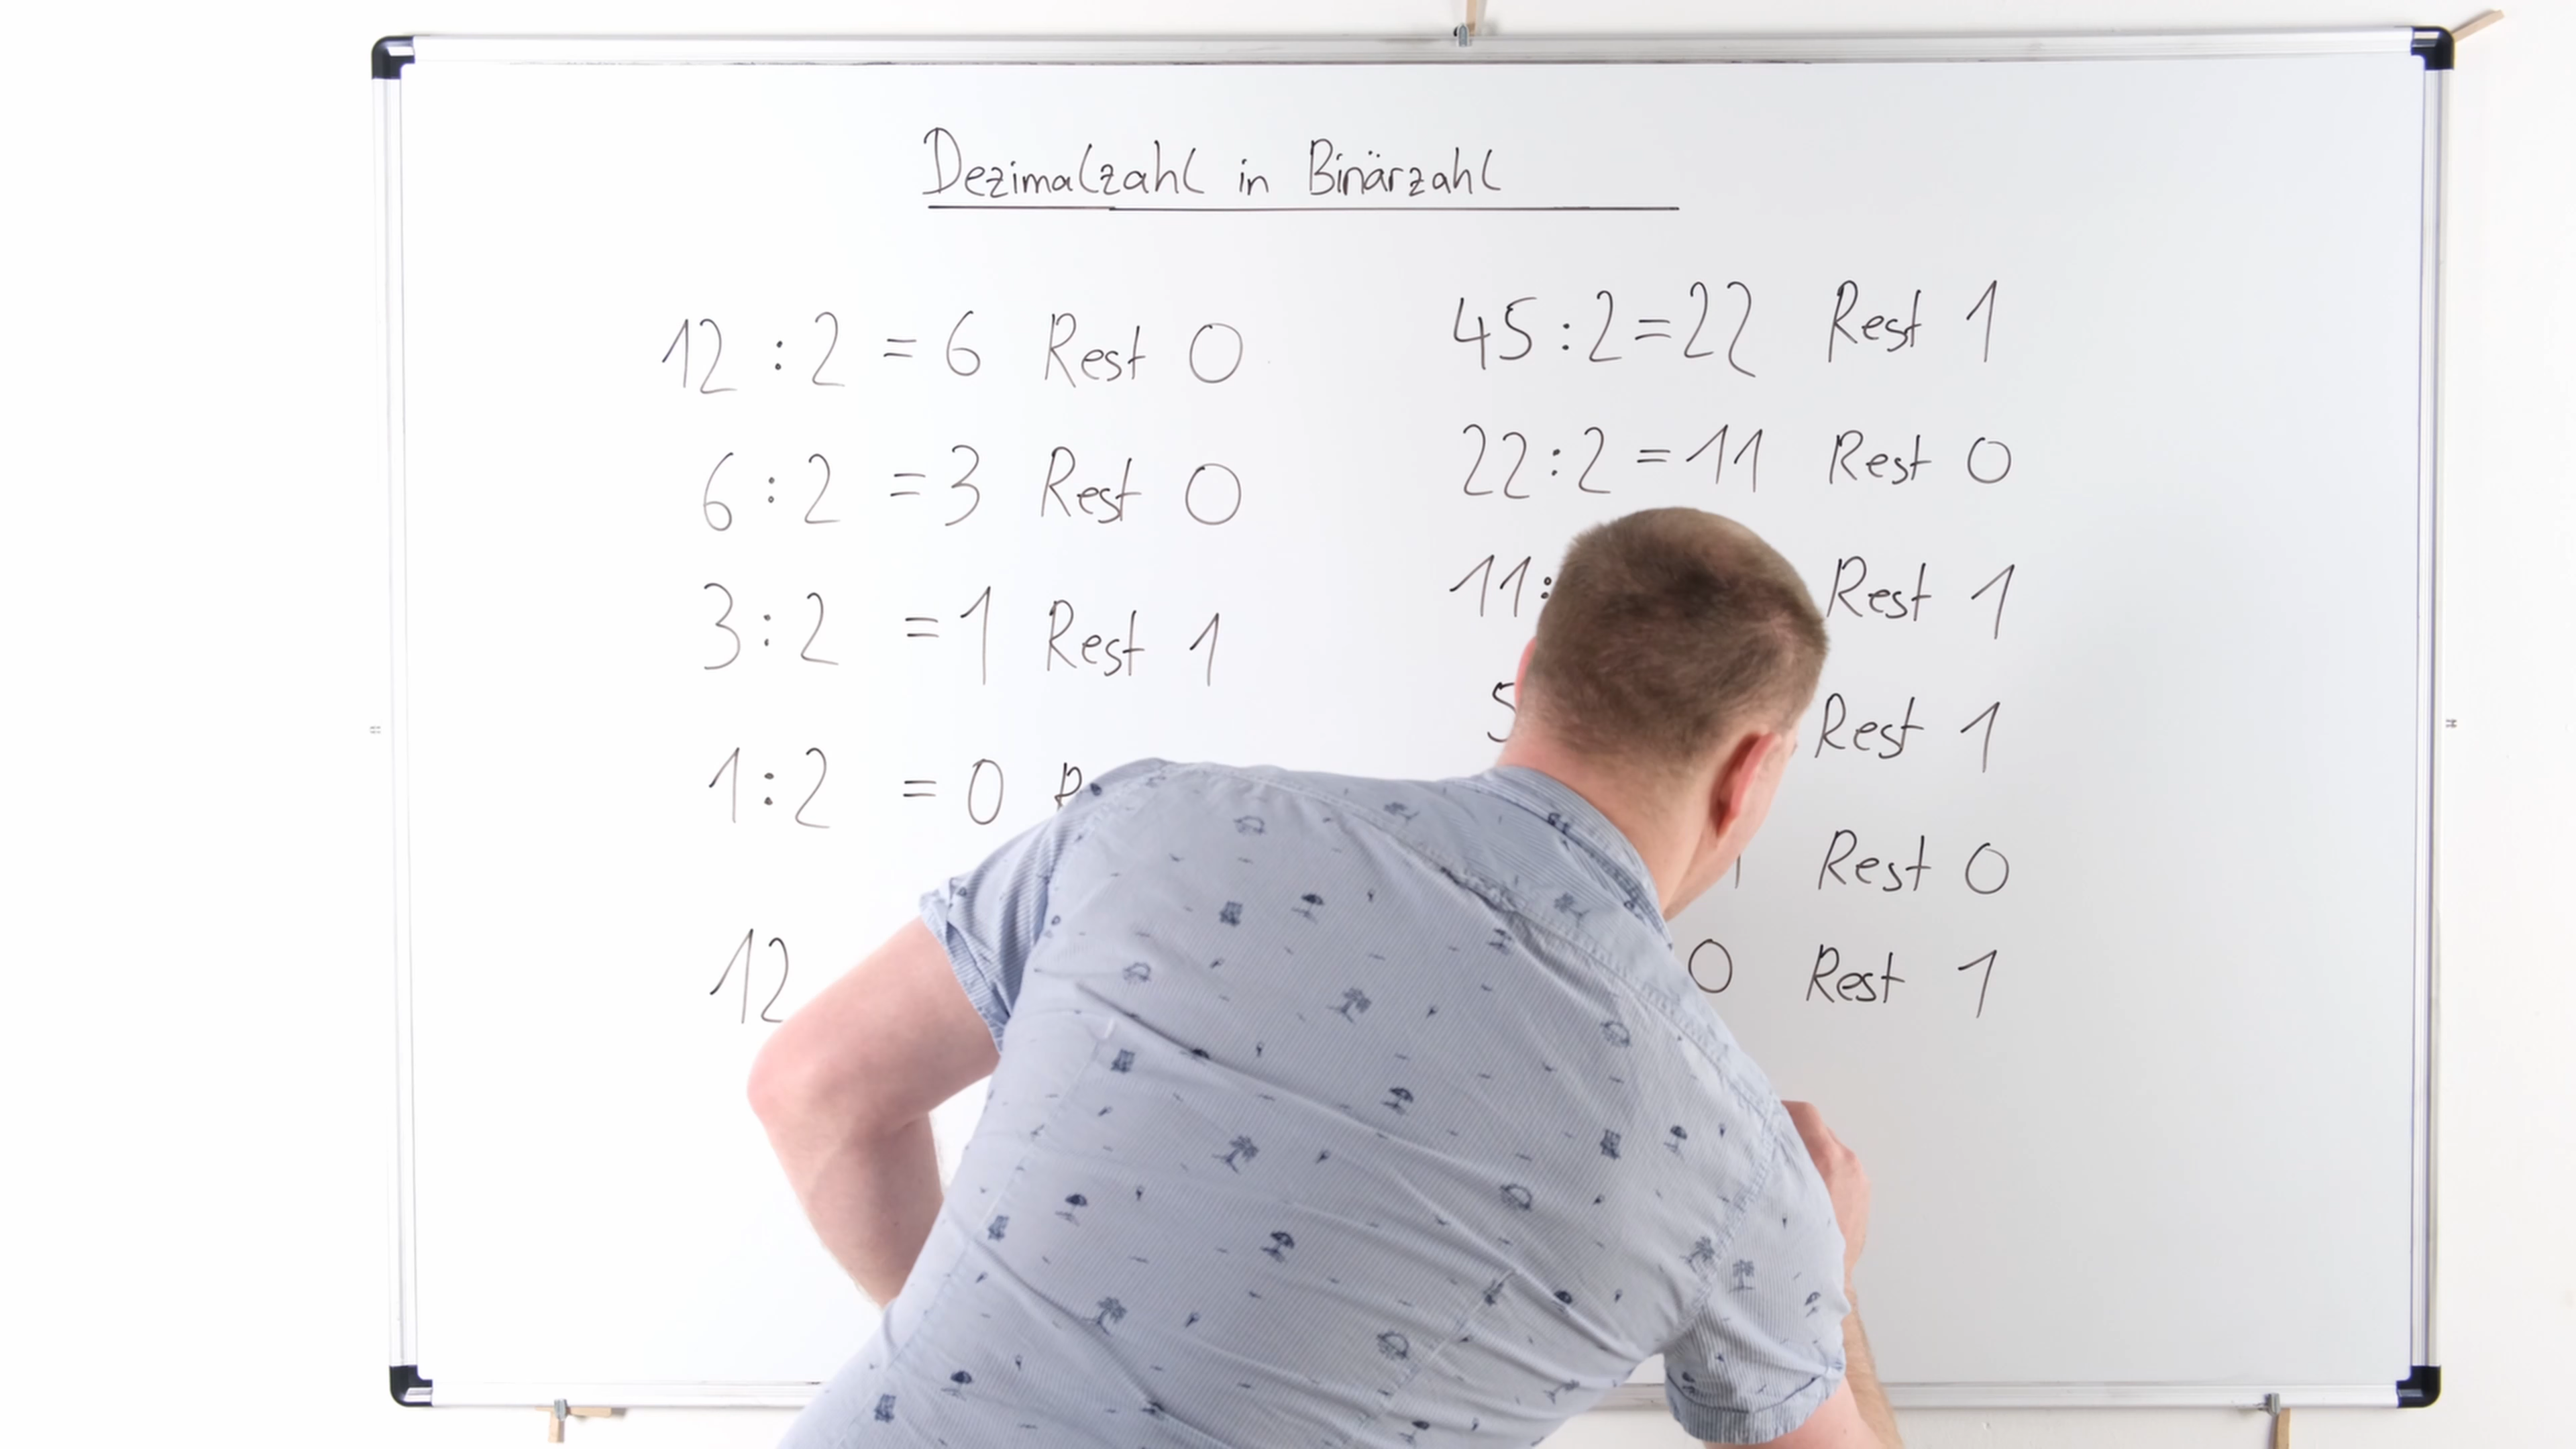 Dezimalzahl in Binärzahl
12 : 2 = 6 Rest 0
6 : 2 = 3 Rest 0
3 : 2 = 1 Rest 1
1 : 2 = 0
12
45 : 2 = 22 Rest 1
22 : 2 = 11 Rest 0
11 : Rest 1
5 Rest 1
Rest 0
0 Rest 1